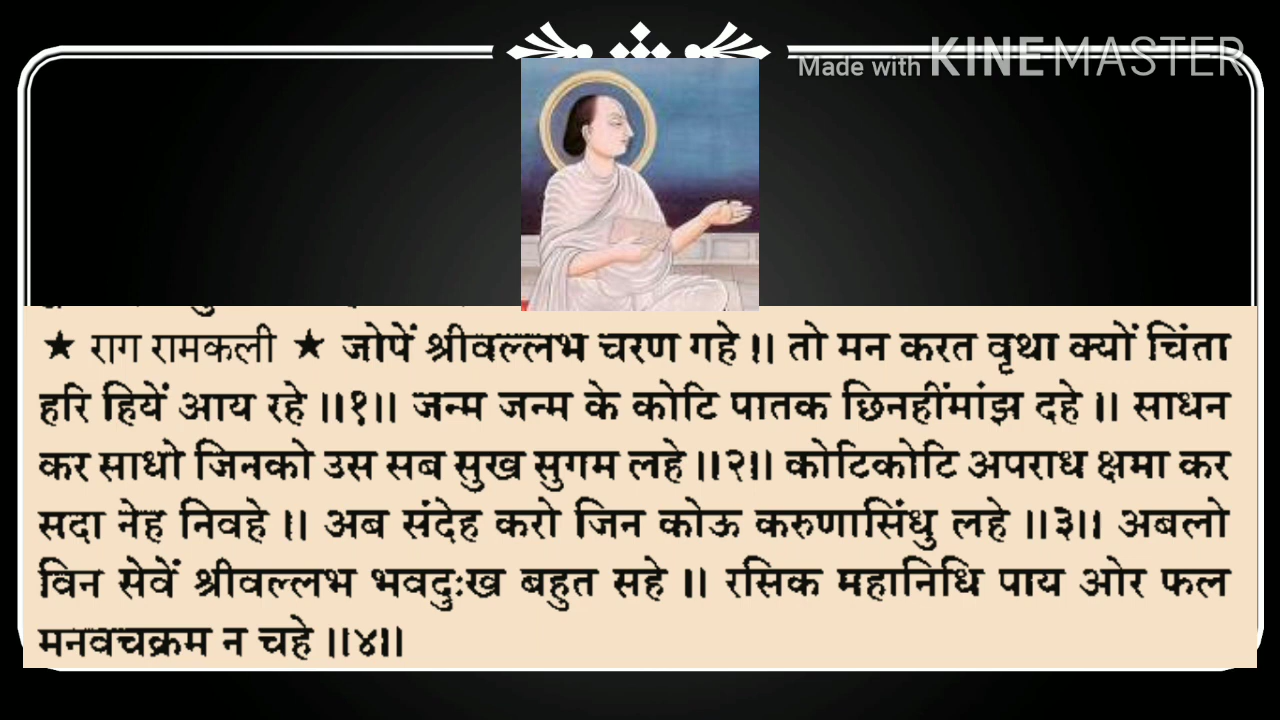 Made with KINEMASTER
★ राग रामकली ★ जोपें श्रीवल्लभ चरण गहे ।। तो मन करत वृथा क्यों चिंता
हरि हियें आय रहे ।।१।। जन्म जन्म के कोटि पातक छिनहींमांझ दहे ।। साधन
कर साधो जिनको उस सब सुख सुगम लहे ।।२।। कोटिकोटि अपराध क्षमा कर
सदा नेह निवहे ।। अब संदेह करो जिन कोऊ करुणासिंधु लहे ।।३।। अबलो
विन सेवें श्रीवल्लभ भवदुःख बहुत सहे ।। रसिक महानिधि पाय ओर फल
मनवचक्रम न चहे ।।४।।